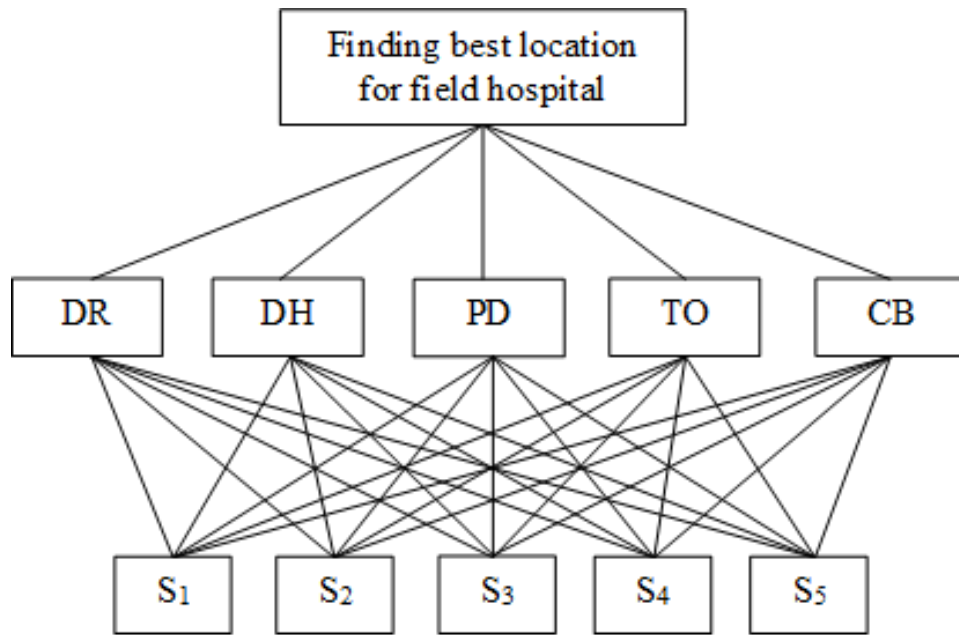 Finding best location
for field hospital
DR DH PD TO CB
S₁ S₂ S₃ S₄ S₅